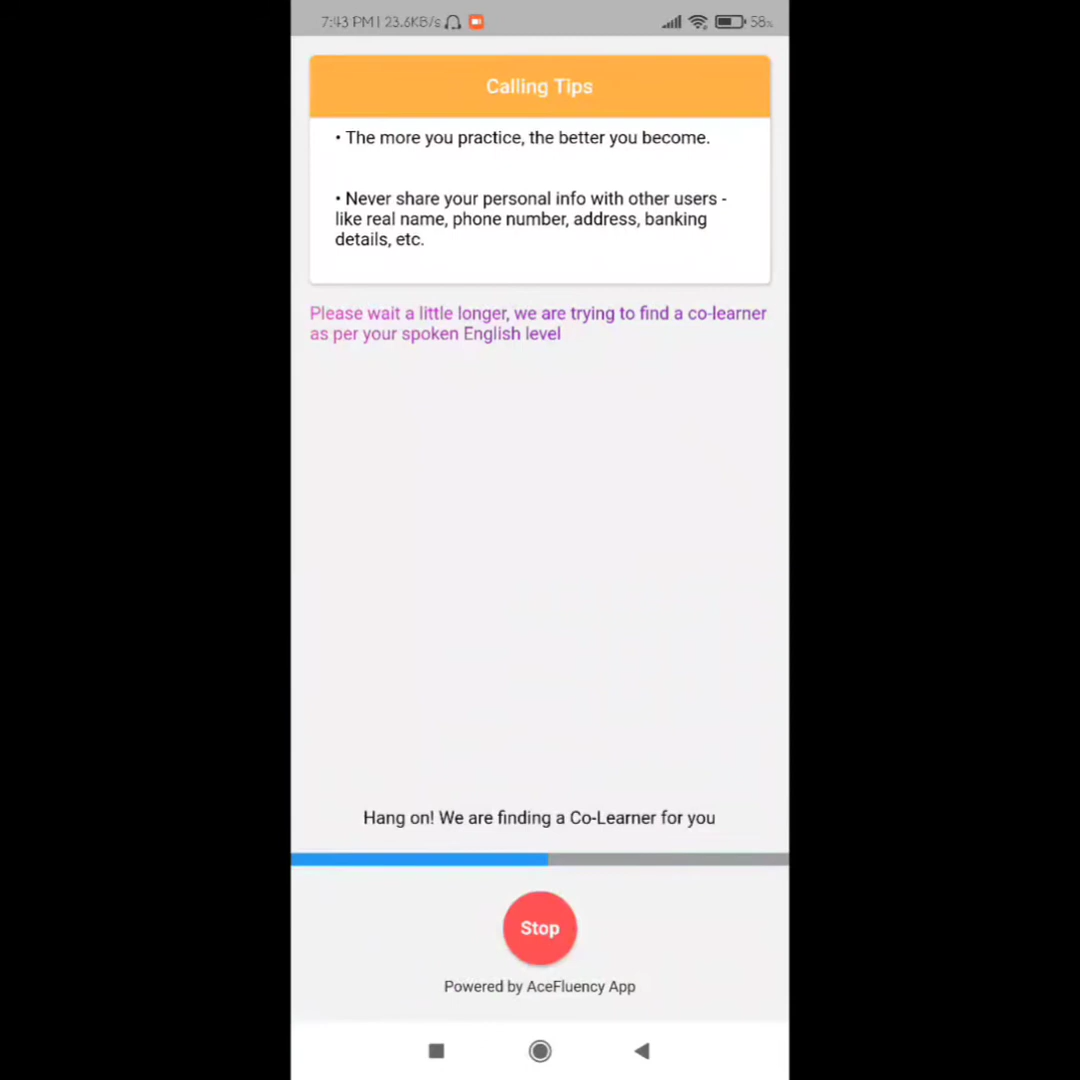 7:43 PM | 23.6KB/s 58%
Calling Tips
• The more you practice, the better you become.
• Never share your personal info with other users -
like real name, phone number, address, banking
details, etc.
Please wait a little longer, we are trying to find a co-learner
as per your spoken English level
Hang on! We are finding a Co-Learner for you
Stop
Powered by AceFluency App